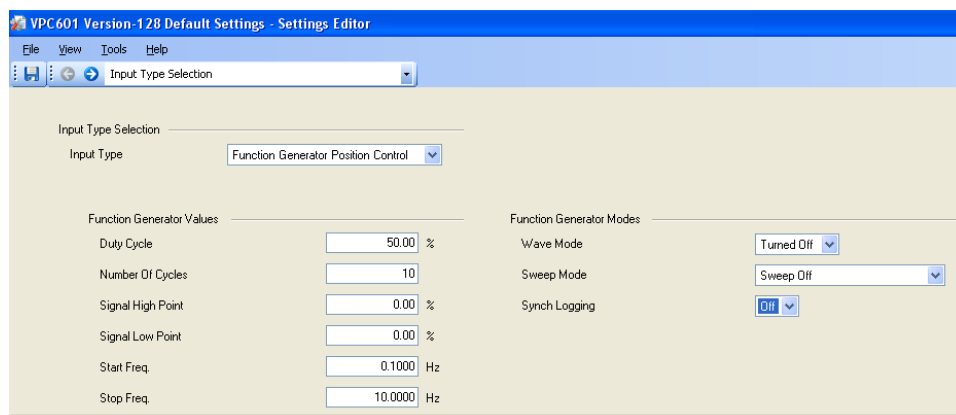 VPC601 Version-128 Default Settings - Settings Editor
File View Tools Help
Input Type Selection
Input Type Selection
Input Type Function Generator Position Control
Function Generator Values Function Generator Modes
Duty Cycle 50.00 % Wave Mode Turned Off
Number Of Cycles 10 Sweep Mode Sweep Off
Signal High Point 0.00 % Synch Logging Off
Signal Low Point 0.00 %
Start Freq. 0.1000 Hz
Stop Freq. 10.0000 Hz